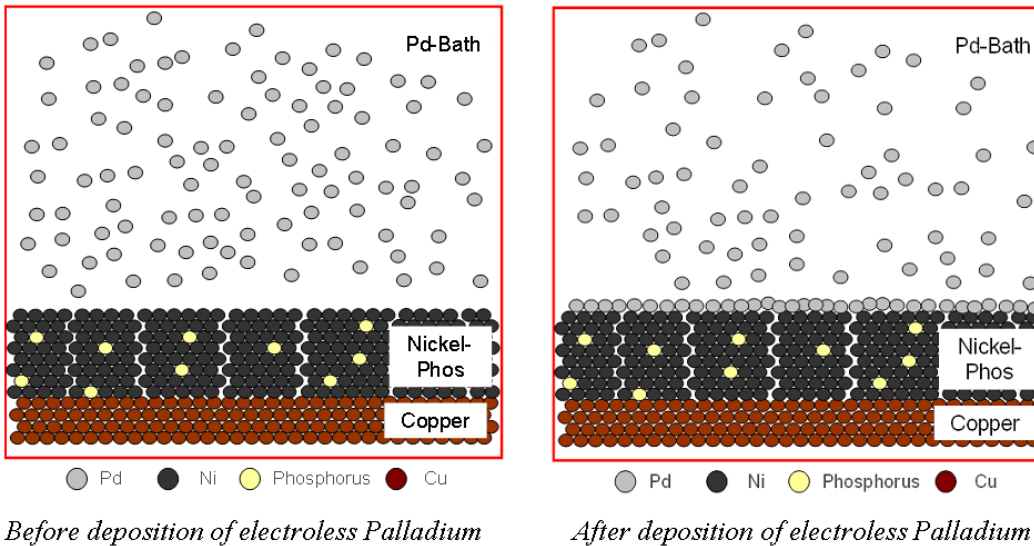 Pd-Bath
Nickel-
Phos
Copper
Pd Ni Phosphorus Cu
Before deposition of electroless Palladium
Pd-Bath
Nickel-
Phos
Copper
Pd Ni Phosphorus Cu
After deposition of electroless Palladium